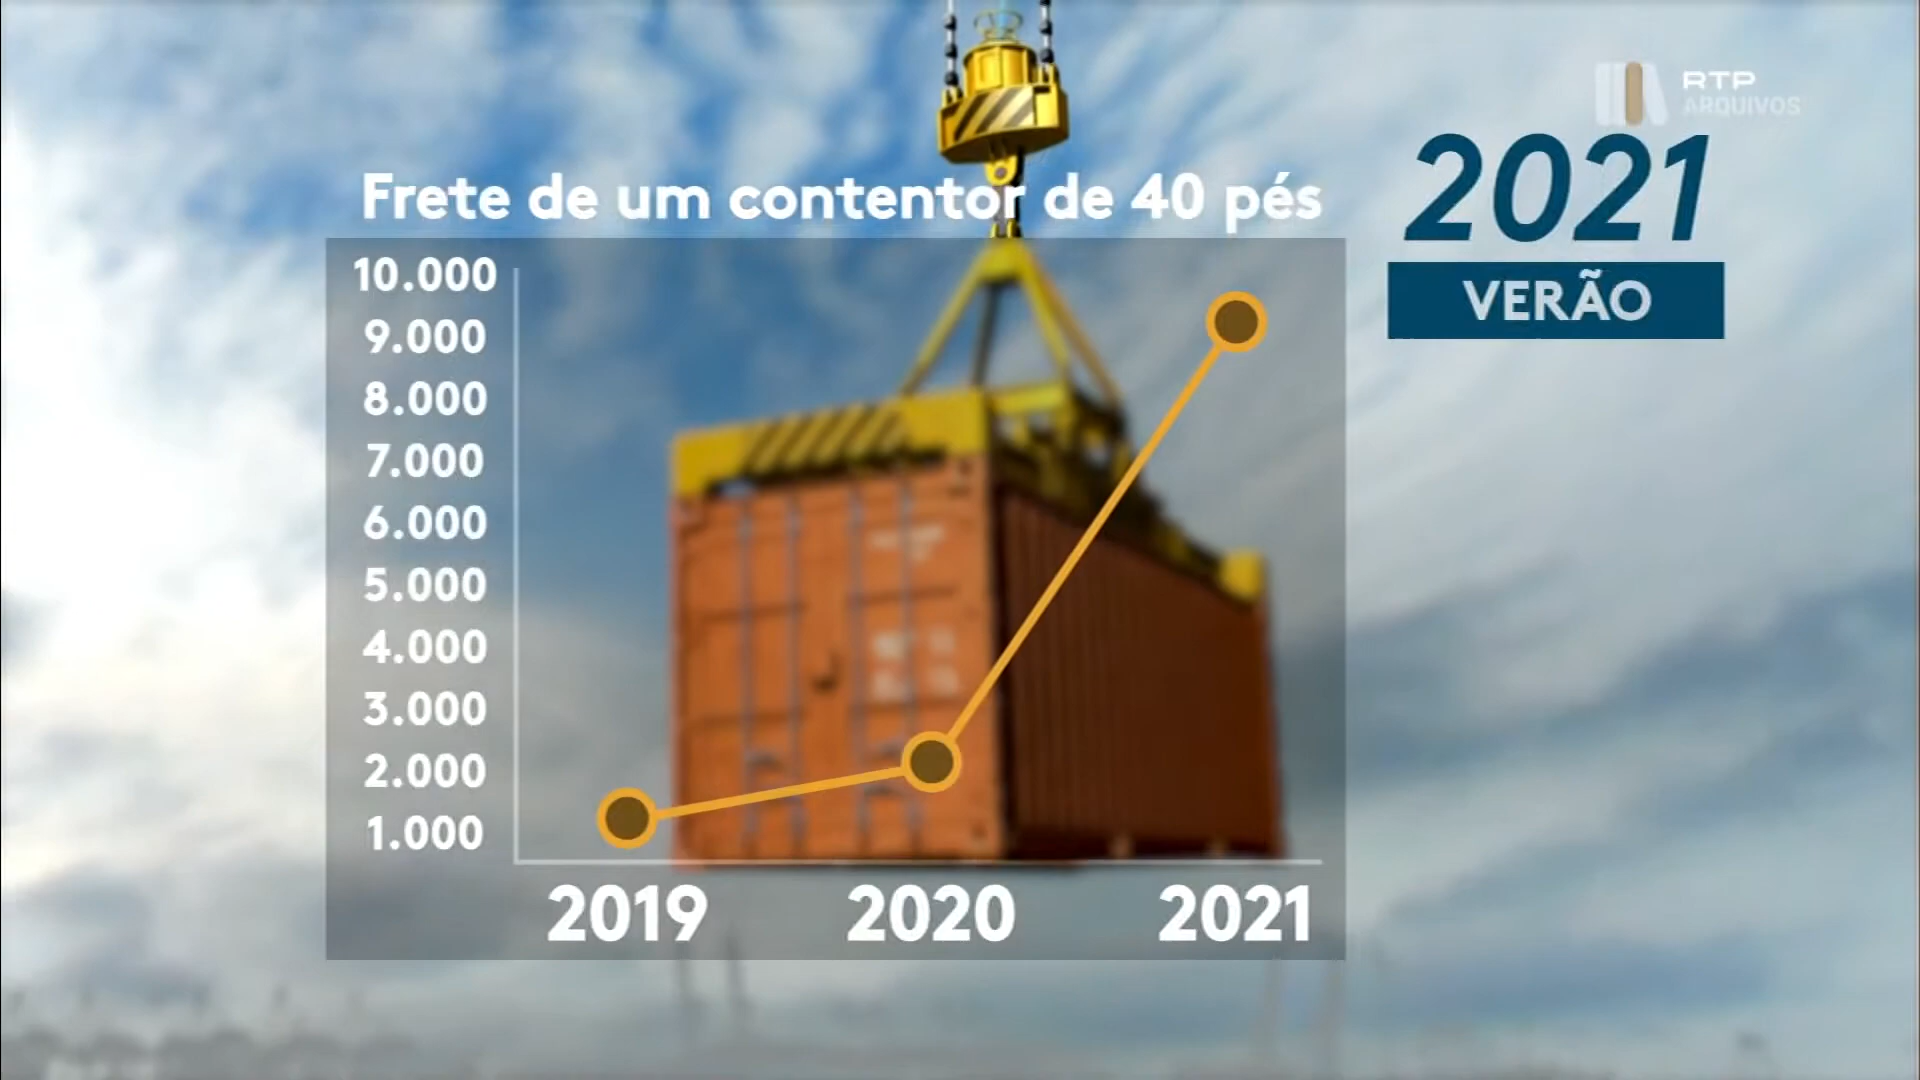 RTP
ARQUIVOS
2021
VERÃO
Frete de um contentor de 40 pés
10.000
9.000
8.000
7.000
6.000
5.000
4.000
3.000
2.000
1.000
2019 2020 2021